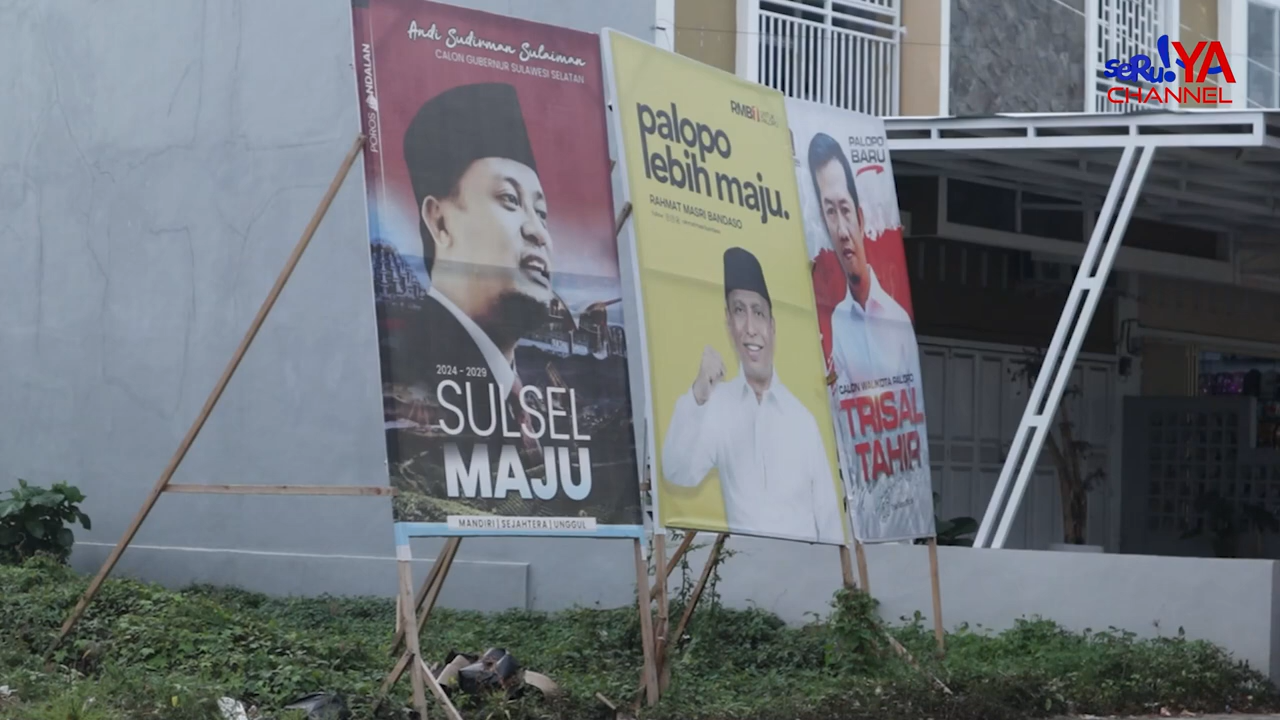 Andi Sudirman Sulaiman
CALON GUBERNUR SULAWESI SELATAN
POROS ANDALAN
2024 - 2029
SULSEL
MAJU
MANDIRI | SEJAHTERA | UNGGUL
palopo
lebih maju.
RAHMAT MASRI BANDASO
PALOPO
BARU
CALON WALIKOTA PALOPO
TRISAL
TAHIR
seRu!YA
CHANNEL